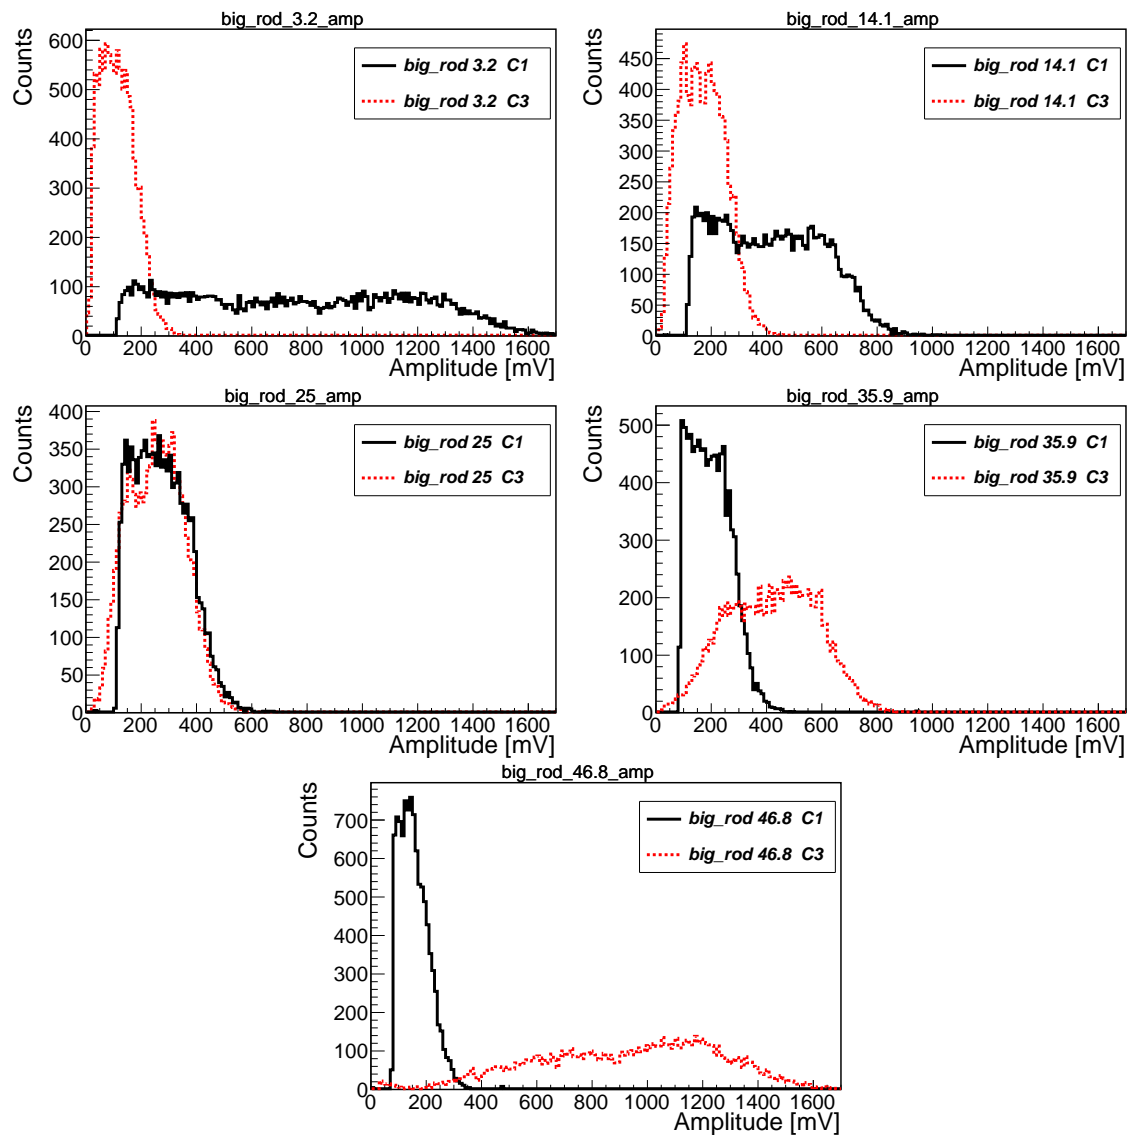 big_rod_3.2_amp
Counts
600
500
400
300
200
100
0
0 200 400 600 800 1000 1200 1400 1600
Amplitude [mV]
big_rod 3.2 C1
big_rod 3.2 C3
big_rod_14.1_amp
Counts
450
400
350
300
250
200
150
100
50
0
0 200 400 600 800 1000 1200 1400 1600
Amplitude [mV]
big_rod 14.1 C1
big_rod 14.1 C3
big_rod_25_amp
Counts
400
350
300
250
200
150
100
50
0
0 200 400 600 800 1000 1200 1400 1600
Amplitude [mV]
big_rod 25 C1
big_rod 25 C3
big_rod_35.9_amp
Counts
500
400
300
200
100
0
0 200 400 600 800 1000 1200 1400 1600
Amplitude [mV]
big_rod 35.9 C1
big_rod 35.9 C3
big_rod_46.8_amp
Counts
700
600
500
400
300
200
100
0
0 200 400 600 800 1000 1200 1400 1600
Amplitude [mV]
big_rod 46.8 C1
big_rod 46.8 C3